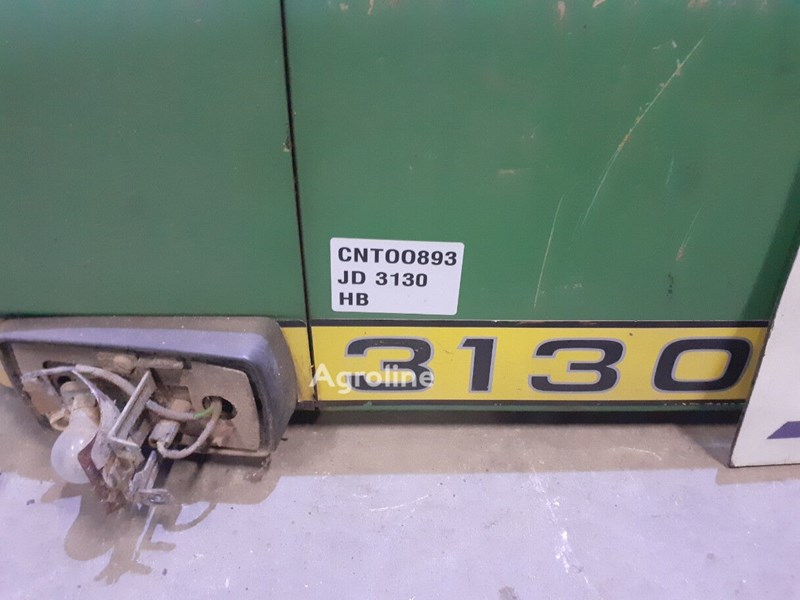 CNT00893
JD 3130
HB
3130
Agroline